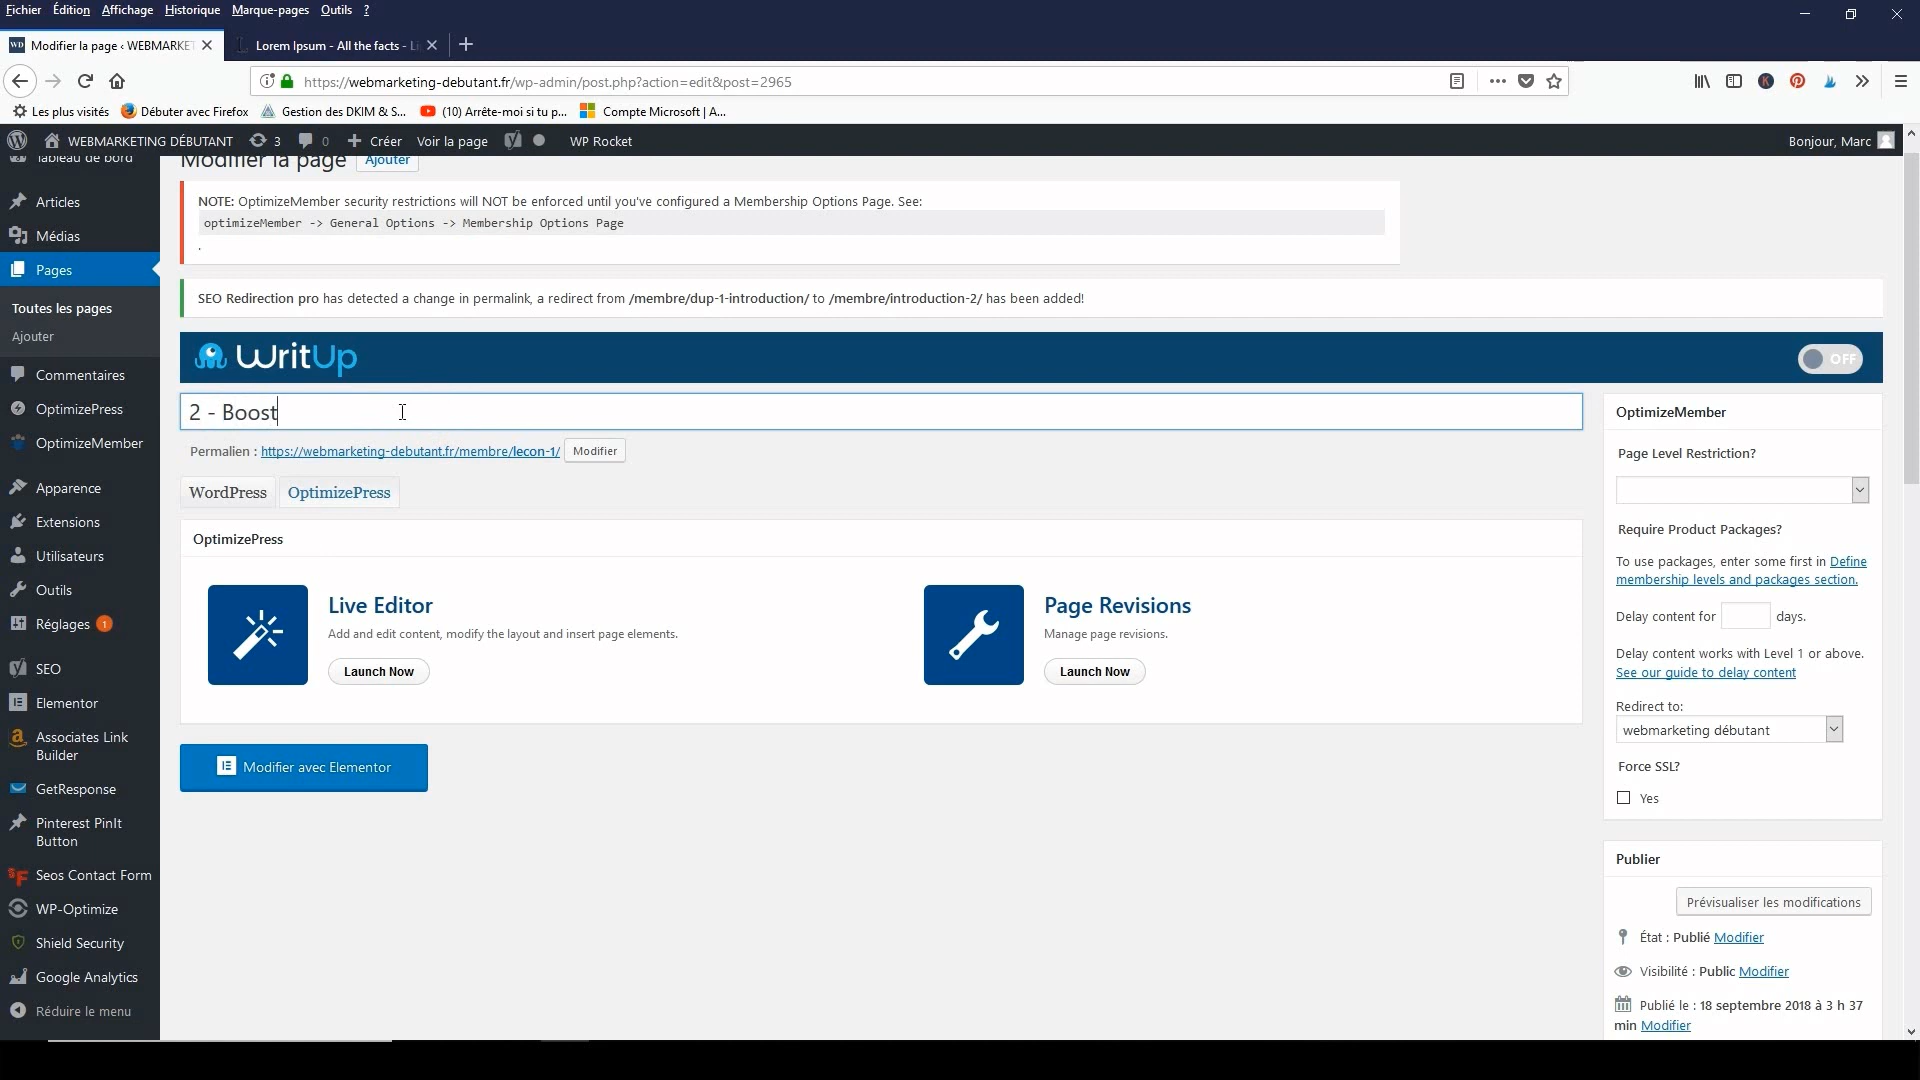 Fichier Édition Affichage Historique Marque-pages Outils ?
WD Modifier la page ‹ WEBMARKET
Lorem Ipsum - All the facts - Li
https://webmarketing-debutant.fr/wp-admin/post.php?action=edit&post=2965
Les plus visités Débuter avec Firefox Gestion des DKIM & S... (10) Arrête-moi si tu p... Compte Microsoft | A...
WEBMARKETING DÉBUTANT 3 0 Créer Voir la page WP Rocket Bonjour, Marc
Tableau de bord
Articles
Médias
Pages
Toutes les pages
Ajouter
Commentaires
OptimizePress
OptimizeMember
Apparence
Extensions
Utilisateurs
Outils
Réglages 1
SEO
Elementor
Associates Link
Builder
GetResponse
Pinterest PinIt
Button
Seos Contact Form
WP-Optimize
Shield Security
Google Analytics
Réduire le menu
Modifier la page Ajouter
NOTE: OptimizeMember security restrictions will NOT be enforced until you've configured a Membership Options Page. See:
optimizeMember -> General Options -> Membership Options Page
.
SEO Redirection pro has detected a change in permalink, a redirect from /membre/dup-1-introduction/ to /membre/introduction-2/ has been added!
WritUp
OFF
2 - Boost
Permalien : https://webmarketing-debutant.fr/membre/lecon-1/ Modifier
WordPress OptimizePress
OptimizePress
Live Editor
Add and edit content, modify the layout and insert page elements.
Launch Now
Page Revisions
Manage page revisions.
Launch Now
Modifier avec Elementor
OptimizeMember
Page Level Restriction?
Require Product Packages?
To use packages, enter some first in Define
membership levels and packages section.
Delay content for days.
Delay content works with Level 1 or above.
See our guide to delay content
Redirect to:
webmarketing débutant
Force SSL?
Yes
Publier
Prévisualiser les modifications
État : Publié Modifier
Visibilité : Public Modifier
Publié le : 18 septembre 2018 à 3 h 37
min Modifier